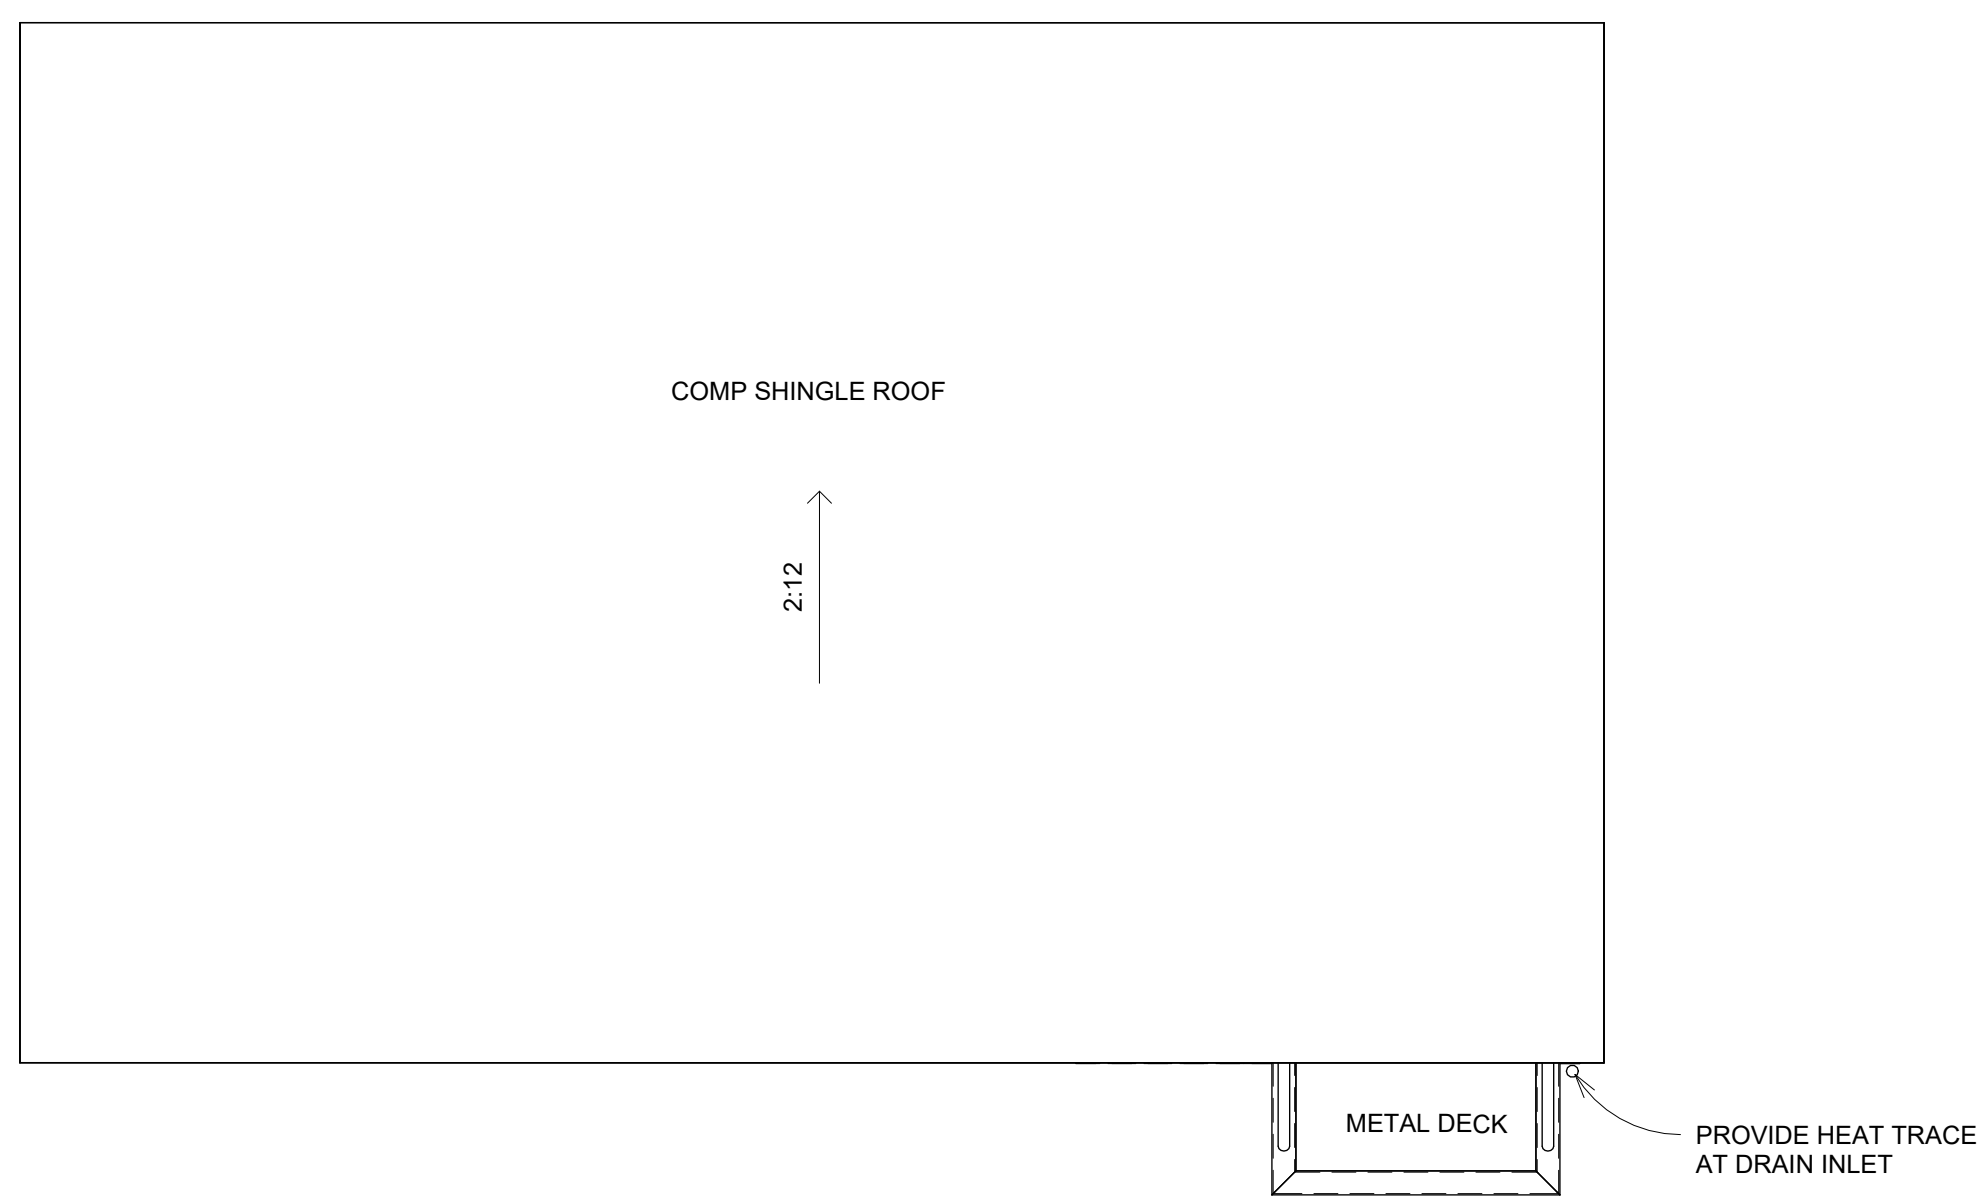 COMP SHINGLE ROOF
2:12
METAL DECK
PROVIDE HEAT TRACE
AT DRAIN INLET